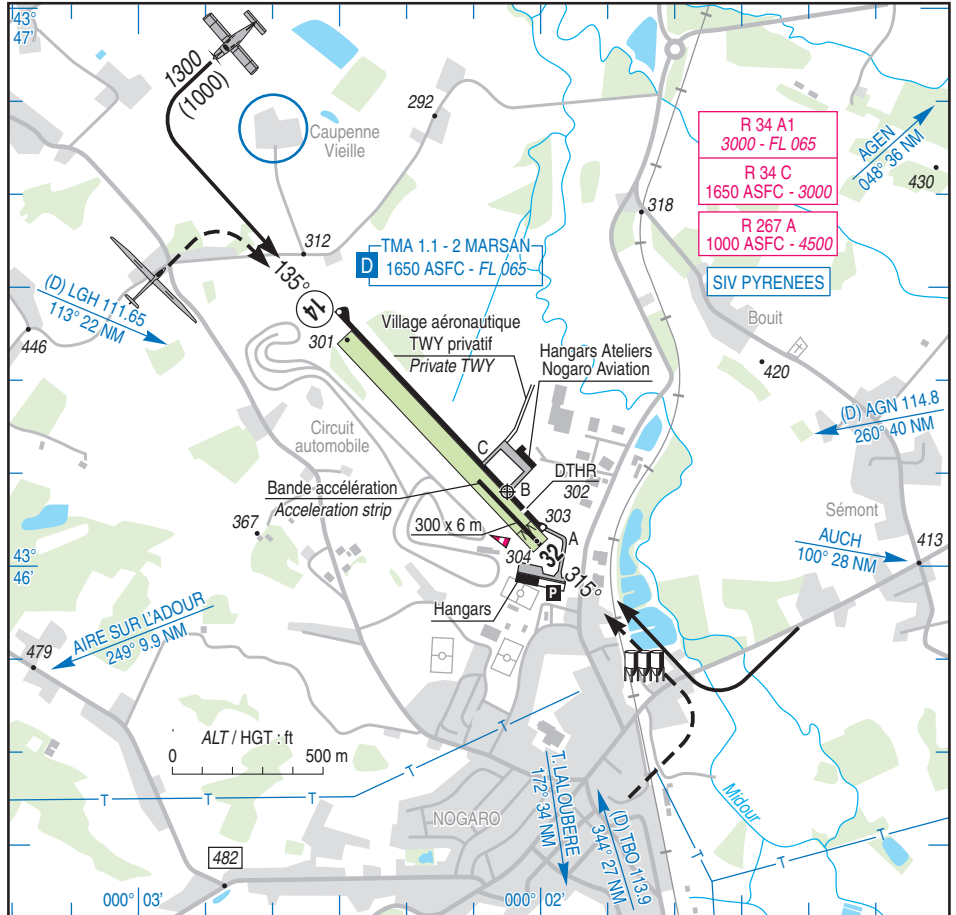 43°
47'
1300
(1000)
292
Caupenne
Vieille
R 34 A1
3000 - FL 065
R 34 C
1650 ASFC - 3000
R 267 A
1000 ASFC - 4500
SIV PYRENEES
AGEN
048° 36 NM
430
318
312
TMA 1.1 - 2 MARSAN
D
1650 ASFC - FL 065
135°
14
(D) LGH 111.65
113° 22 NM
446
301
Village aéronautique
TWY privatif
Private TWY
Hangars Ateliers
Nogaro Aviation
Bouit
420
(D) AGN 114.8
260° 40 NM
Circuit
automobile
C
B
DTHR
302
Bande accélération
Acceleration strip
300 x 6 m
303
304
A
367
32
315°
Sémont
413
AUCH
100° 28 NM
43°
46'
P
Hangars
AIRE SUR L'ADOUR
249° 9.9 NM
479
ALT / HGT : ft
0
500 m
T
T
T
T
T
T
T
T. LALOUBERE
172° 34 NM
(D) TBO 113.9
344° 27 NM
Midour
NOGARO
482
000° 03'
000° 02'